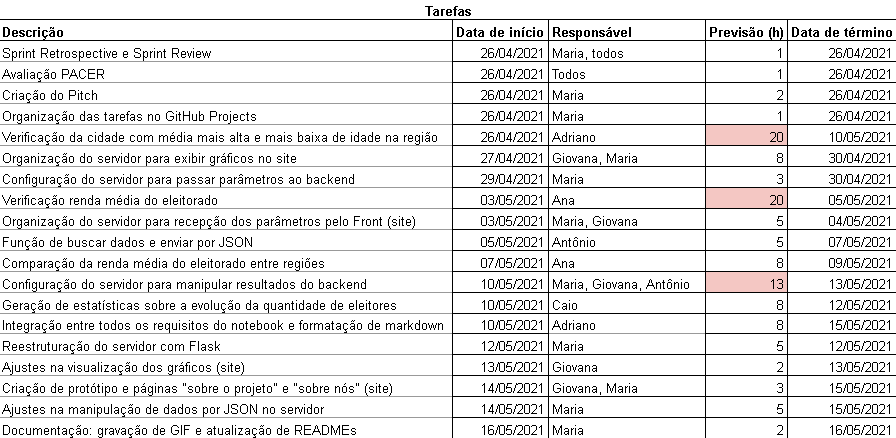 Tarefas
Descrição Data de início Responsável Previsão (h) Data de término
Sprint Retrospective e Sprint Review 26/04/2021 Maria, todos 1 26/04/2021
Avaliação PACER 26/04/2021 Todos 1 26/04/2021
Criação do Pitch 26/04/2021 Maria 2 26/04/2021
Organização das tarefas no GitHub Projects 26/04/2021 Maria 1 26/04/2021
Verificação da cidade com média mais alta e mais baixa de idade na região 26/04/2021 Adriano 20 10/05/2021
Organização do servidor para exibir gráficos no site 27/04/2021 Giovana, Maria 8 30/04/2021
Configuração do servidor para passar parâmetros ao backend 29/04/2021 Maria 3 30/04/2021
Verificação renda média do eleitorado 03/05/2021 Ana 20 05/05/2021
Organização do servidor para recepção dos parâmetros pelo Front (site) 03/05/2021 Maria, Giovana 5 04/05/2021
Função de buscar dados e enviar por JSON 05/05/2021 Antônio 5 07/05/2021
Comparação da renda média do eleitorado entre regiões 07/05/2021 Ana 8 09/05/2021
Configuração do servidor para manipular resultados do backend 10/05/2021 Maria, Giovana, Antônio 13 13/05/2021
Geração de estatísticas sobre a evolução da quantidade de eleitores 10/05/2021 Caio 8 12/05/2021
Integração entre todos os requisitos do notebook e formatação de markdown 10/05/2021 Adriano 8 15/05/2021
Reestruturação do servidor com Flask 12/05/2021 Maria 5 12/05/2021
Ajustes na visualização dos gráficos (site) 13/05/2021 Giovana 2 13/05/2021
Criação de protótipo e páginas "sobre o projeto" e "sobre nós" (site) 14/05/2021 Giovana, Maria 3 15/05/2021
Ajustes na manipulação de dados por JSON no servidor 14/05/2021 Maria 5 15/05/2021
Documentação: gravação de GIF e atualização de READMEs 16/05/2021 Maria 2 16/05/2021